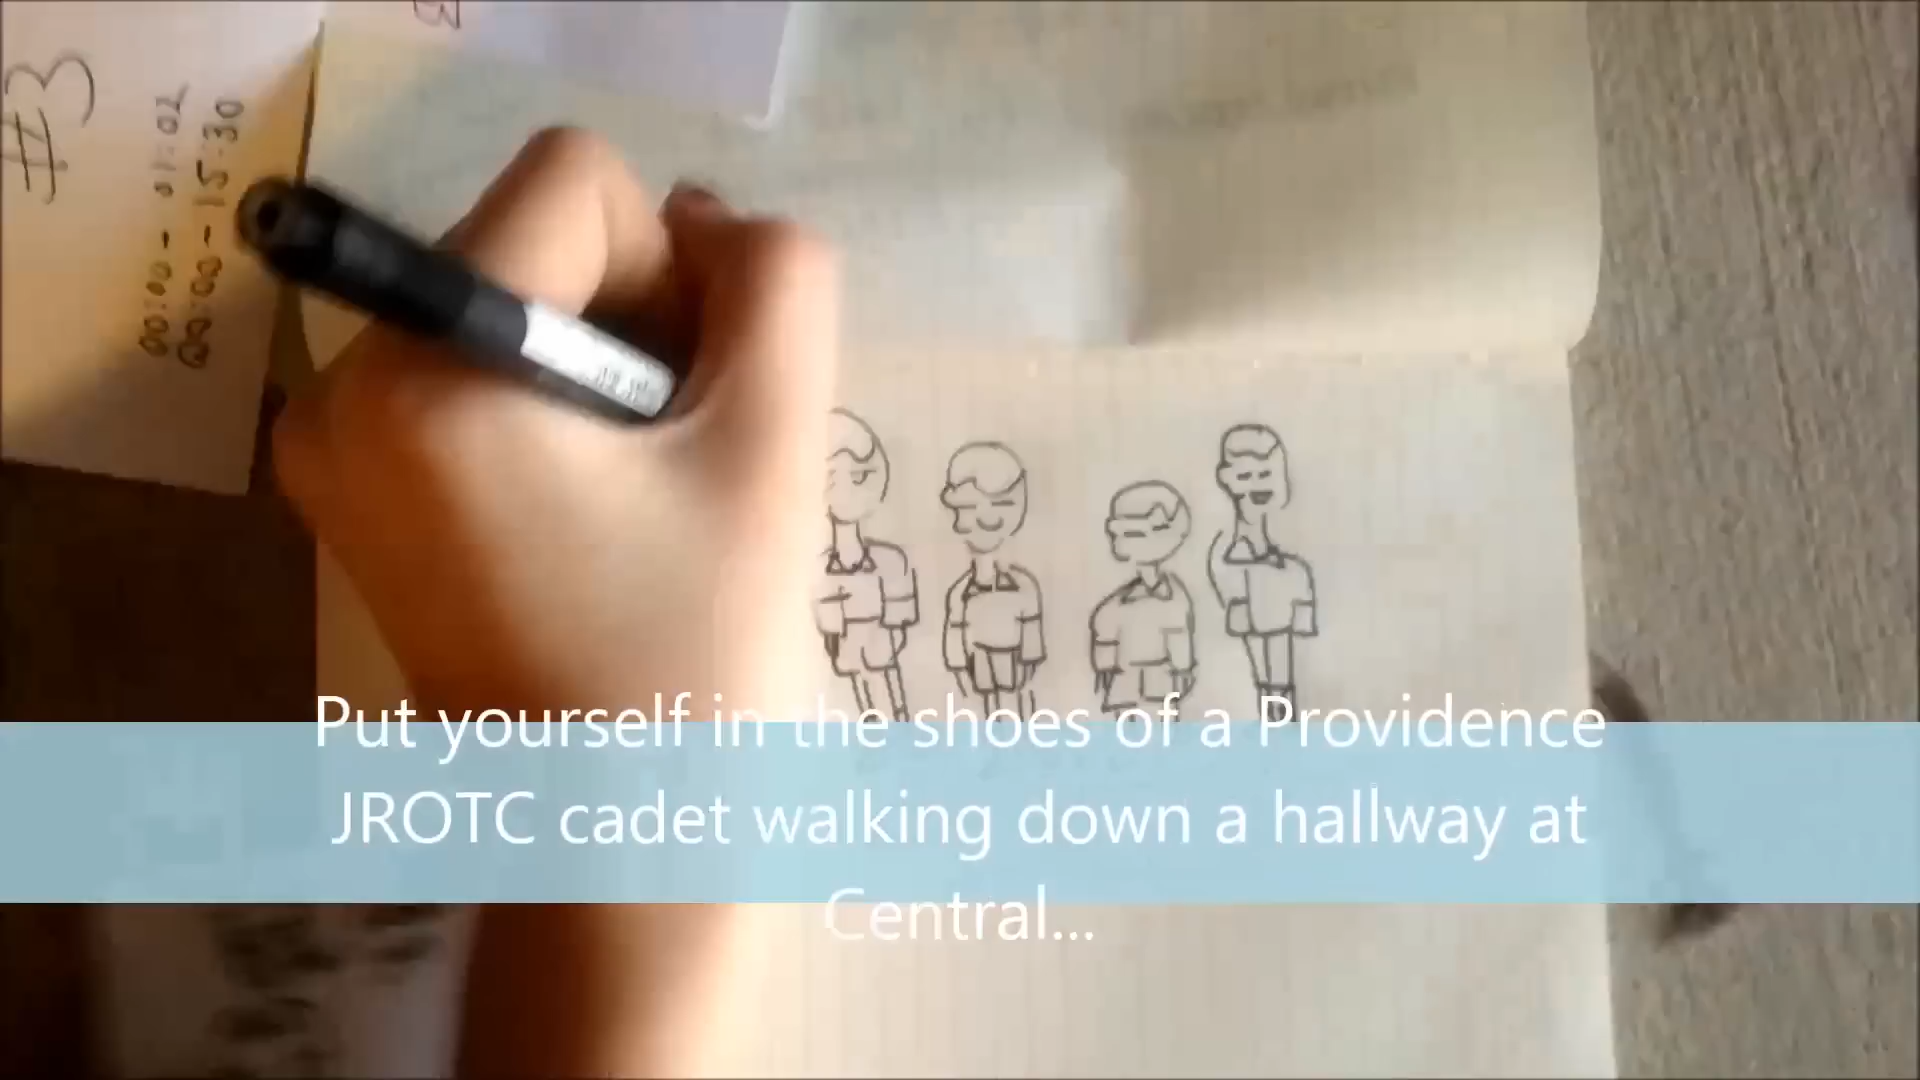 #3
00:00 - 01:02
00:00 - 15:30
Put yourself in the shoes of a Providence
JROTC cadet walking down a hallway at
Central...